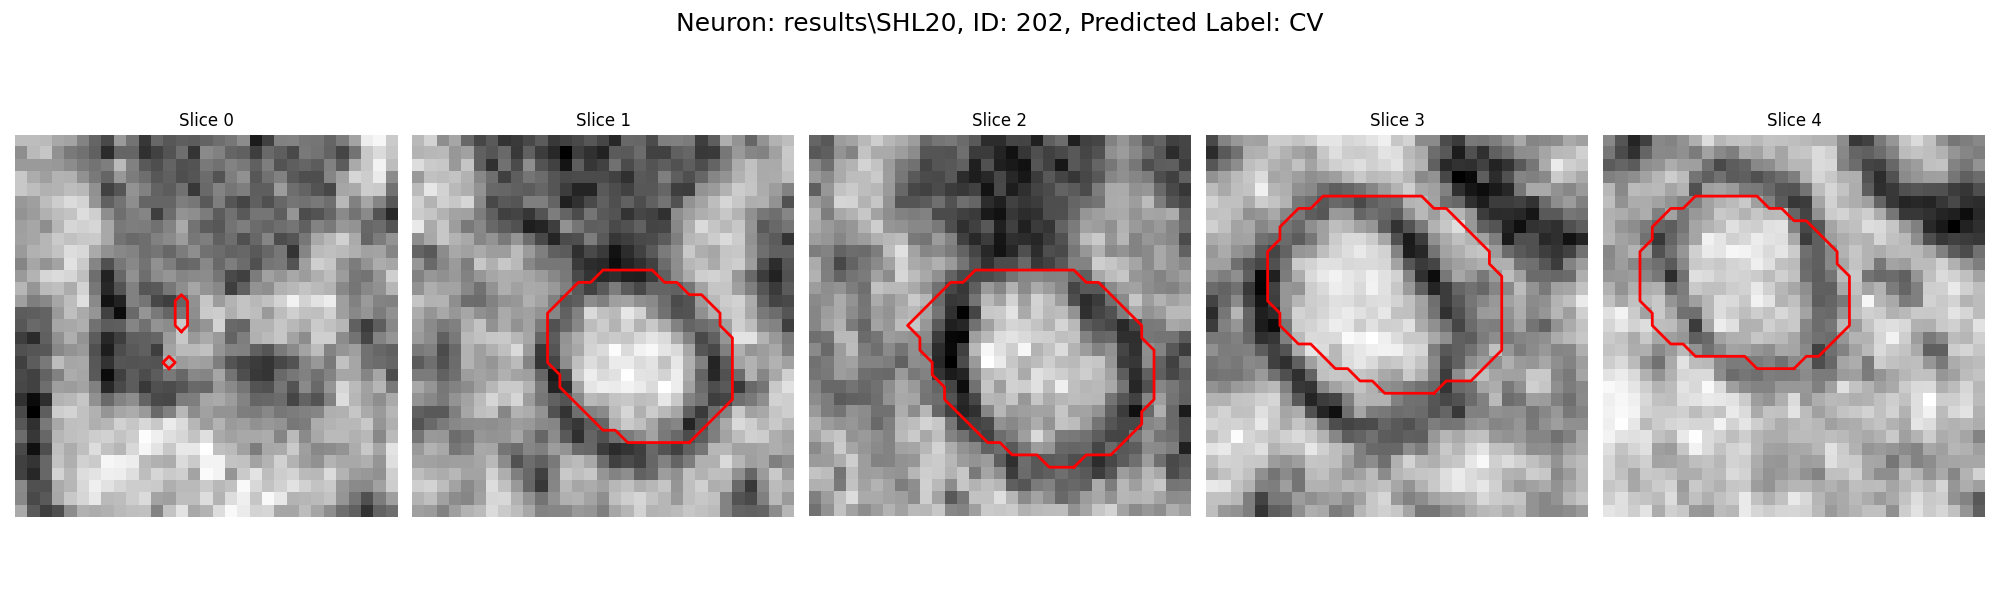 Neuron: results\SHL20, ID: 202, Predicted Label: CV
Slice 0
Slice 1
Slice 2
Slice 3
Slice 4